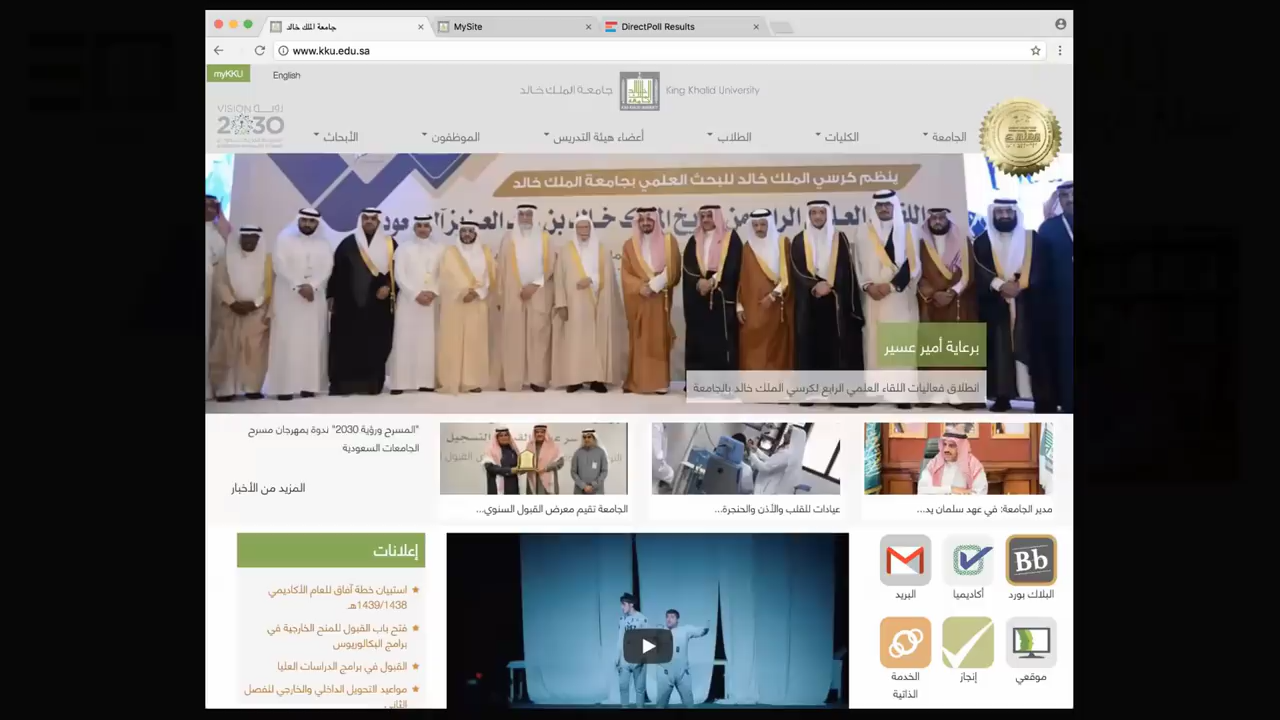 جامعة الملك خالد
MySite
DirectPoll Results
www.kku.edu.sa
myKKU
English
جامعة الملك خالد
King Khalid University
VISION رؤية
2030
الجامعة
الكليات
الطلاب
أعضاء هيئة التدريس
الموظفون
الأبحاث
ينظم كرسي الملك خالد للبحث العلمي بجامعة الملك خالد
برعاية أمير عسير
انطلاق فعاليات اللقاء العلمي الرابع لكرسي الملك خالد بالجامعة
مدير الجامعة: في عهد سلمان يد...
عيادات للقلب والأذن والحنجرة...
الجامعة تقيم معرض القبول السنوي...
"المسرح ورؤية 2030" ندوة بمهرجان مسرح
الجامعات السعودية
المزيد من الأخبار
Bb
البلاك بورد
أكاديميا
البريد
موقعي
إنجاز
الخدمة
الذاتية
إعلانات
استبيان خطة آفاق للعام الأكاديمي
1439/1438هـ
فتح باب القبول للمنح الخارجية في
برامج البكالوريوس
القبول في برامج الدراسات العليا
مواعيد التحويل الداخلي والخارجي للفصل
الثاني